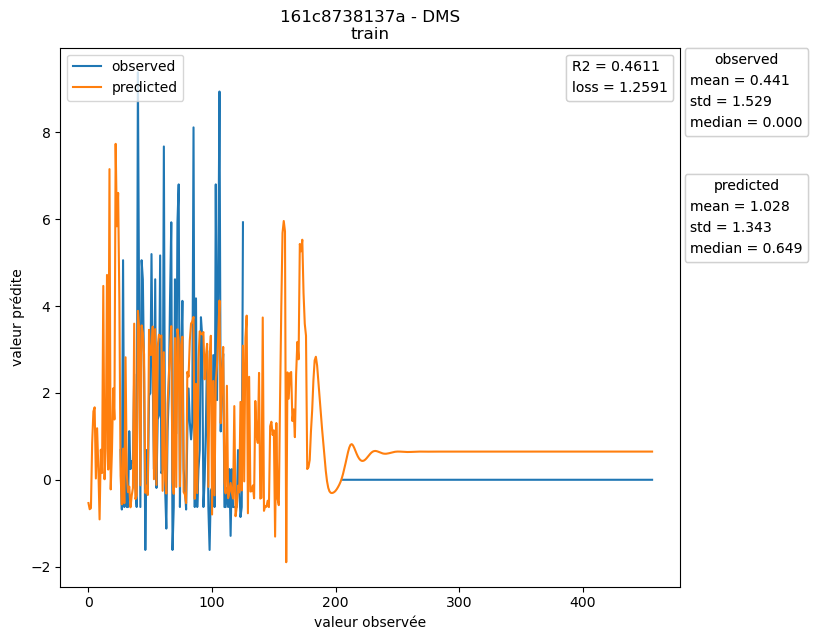 161c8738137a - DMS
train
observed
predicted
R2 = 0.4611
loss = 1.2591
observed
mean = 0.441
std = 1.529
median = 0.000
predicted
mean = 1.028
std = 1.343
median = 0.649
valeur prédite
8
6
4
2
0
−2
0
100
200
300
400
valeur observée